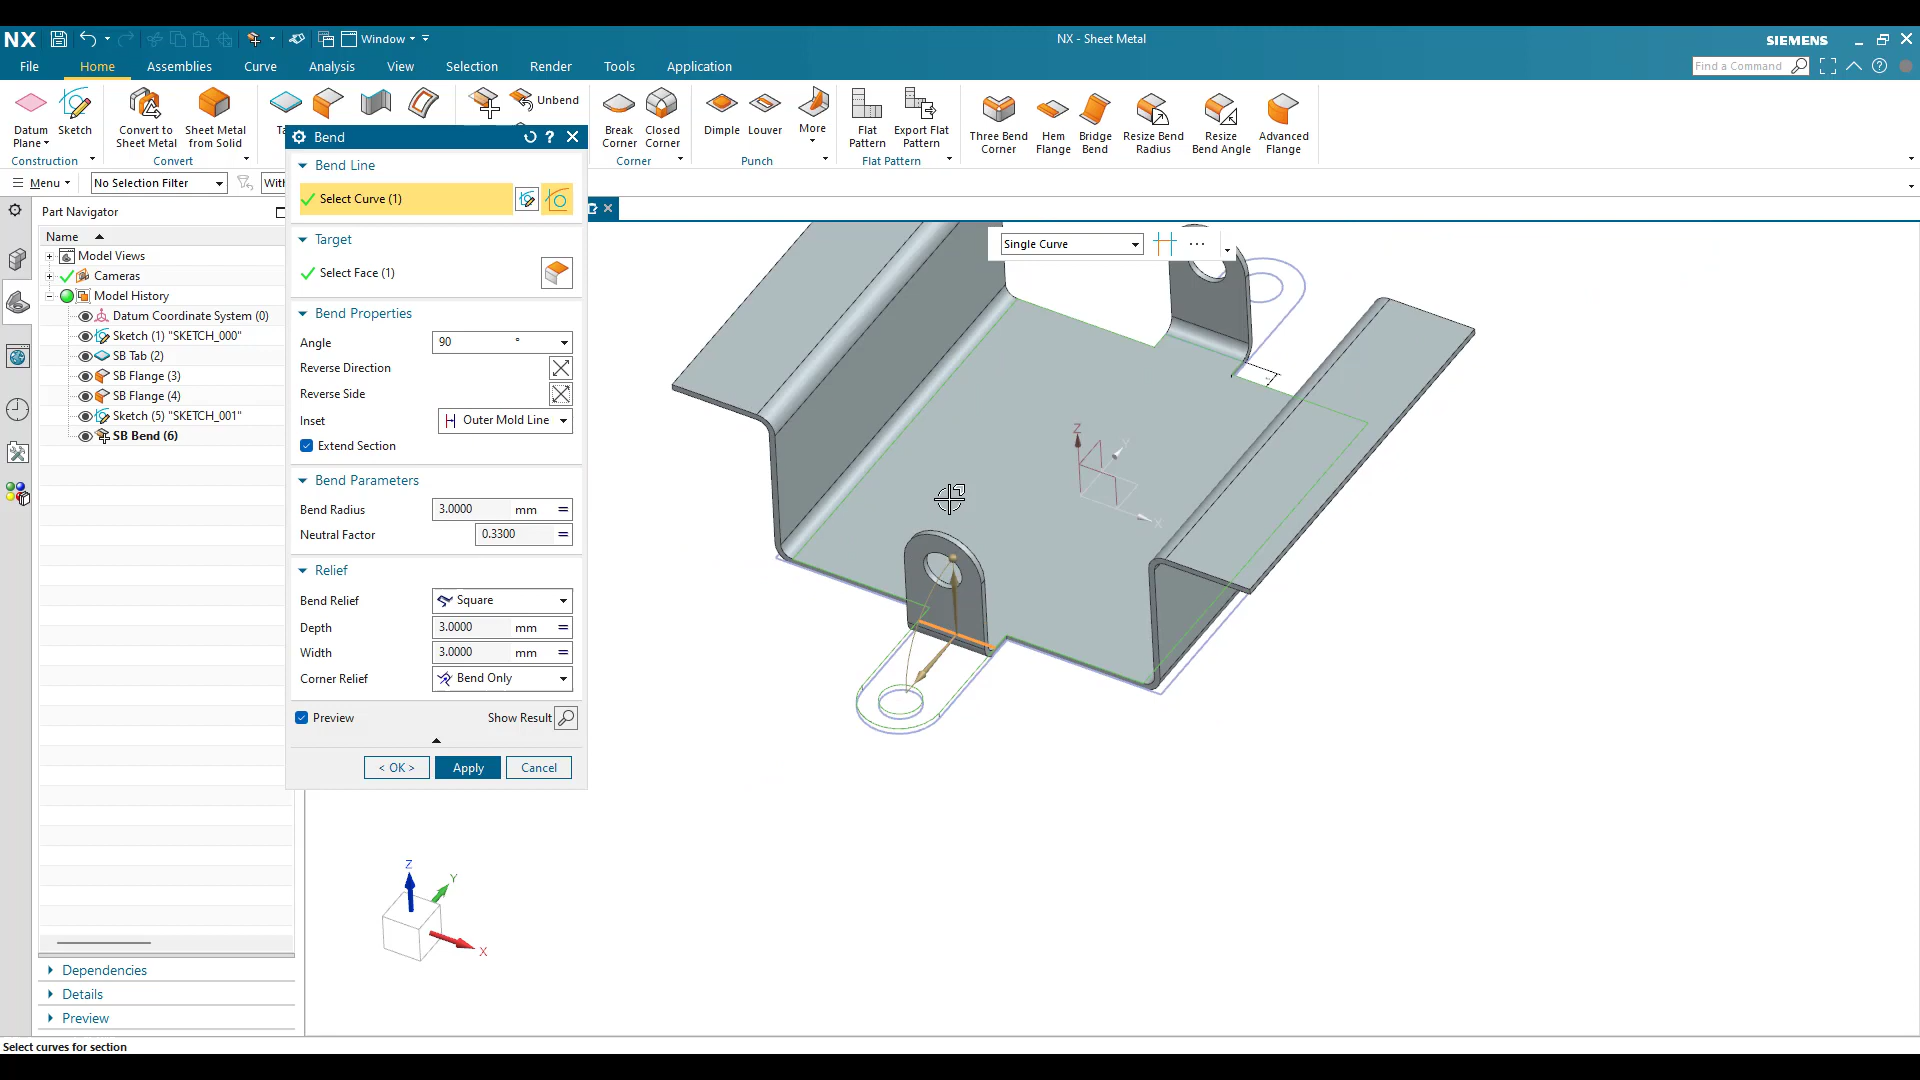 NX
Window
NX - Sheet Metal
SIEMENS
File
Home
Assemblies
Curve
Analysis
View
Selection
Render
Tools
Application
Find a Command
Datum
Plane
Sketch
Construction
Convert to
Sheet Metal
Sheet Metal
from Solid
Convert
Unbend
Break
Corner
Closed
Corner
Corner
Dimple
Louver
More
Punch
Flat
Pattern
Export Flat
Pattern
Flat Pattern
Three Bend
Corner
Hem
Flange
Bridge
Bend
Resize Bend
Radius
Resize
Bend Angle
Advanced
Flange
Menu
No Selection Filter
Part Navigator
Name
Model Views
Cameras
Model History
Datum Coordinate System (0)
Sketch (1) "SKETCH_000"
SB Tab (2)
SB Flange (3)
SB Flange (4)
Sketch (5) "SKETCH_001"
SB Bend (6)
Dependencies
Details
Preview
Bend
Bend Line
Select Curve (1)
Target
Select Face (1)
Bend Properties
Angle 90 °
Reverse Direction
Reverse Side
Inset Outer Mold Line
Extend Section
Bend Parameters
Bend Radius 3.0000 mm =
Neutral Factor 0.3300 =
Relief
Bend Relief Square
Depth 3.0000 mm =
Width 3.0000 mm =
Corner Relief Bend Only
Preview Show Result
< OK > Apply Cancel
Single Curve
Z
Y
X
Z
Y
X
Select curves for section